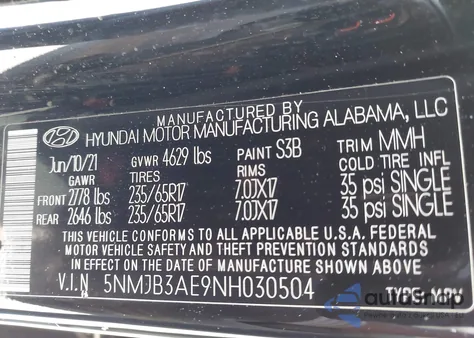 MANUFACTURED BY
HYUNDAI MOTOR MANUFACTURING ALABAMA, LLC
Jun/10/21 GVWR 4629 lbs PAINT S3B TRIM MMH
GAWR TIRES RIMS COLD TIRE INFL
FRONT 2778 lbs 235/65R17 7.0JX17 35 psi SINGLE
REAR 2646 lbs 235/65R17 7.0JX17 35 psi SINGLE
THIS VEHICLE CONFORMS TO ALL APPLICABLE U.S.A. FEDERAL
MOTOR VEHICLE SAFETY AND THEFT PREVENTION STANDARDS
IN EFFECT ON THE DATE OF MANUFACTURE SHOWN ABOVE.
V.I.N 5NMJB3AE9NH030504 TYPE: MPV
autosnap